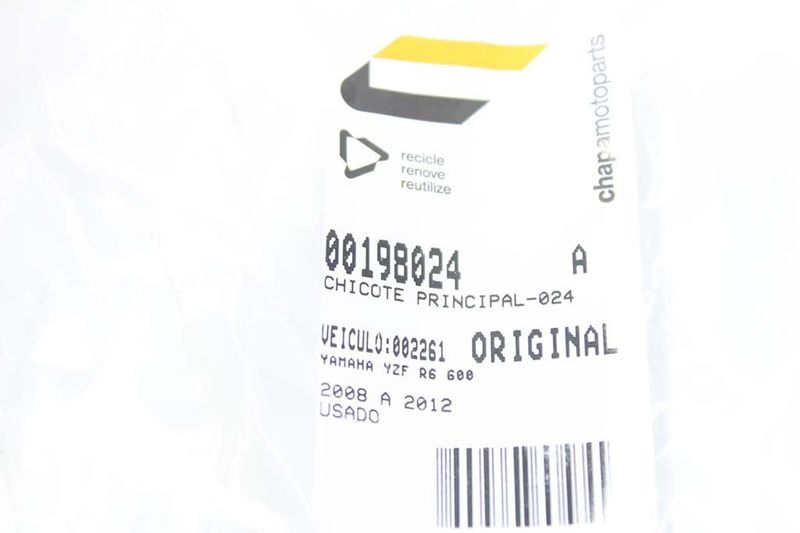 chapamotoparts
recicle
renove
reutilize
00198024 A
CHICOTE PRINCIPAL-024
VEICULO:002261 ORIGINAL
YAMAHA YZF R6 600
2008 A 2012
USADO